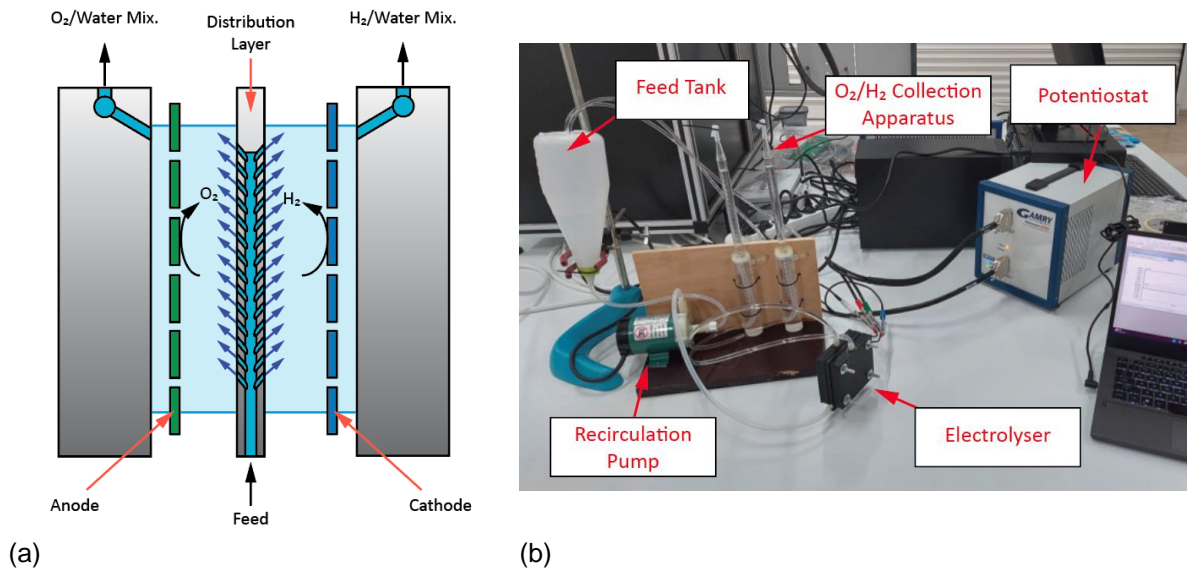 O₂/Water Mix.
Distribution
Layer
H₂/Water Mix.
O₂
H₂
Anode
Feed
Cathode
(a)
Feed Tank
O₂/H₂ Collection
Apparatus
Potentiostat
GAMRY
Recirculation
Pump
Electrolyser
(b)